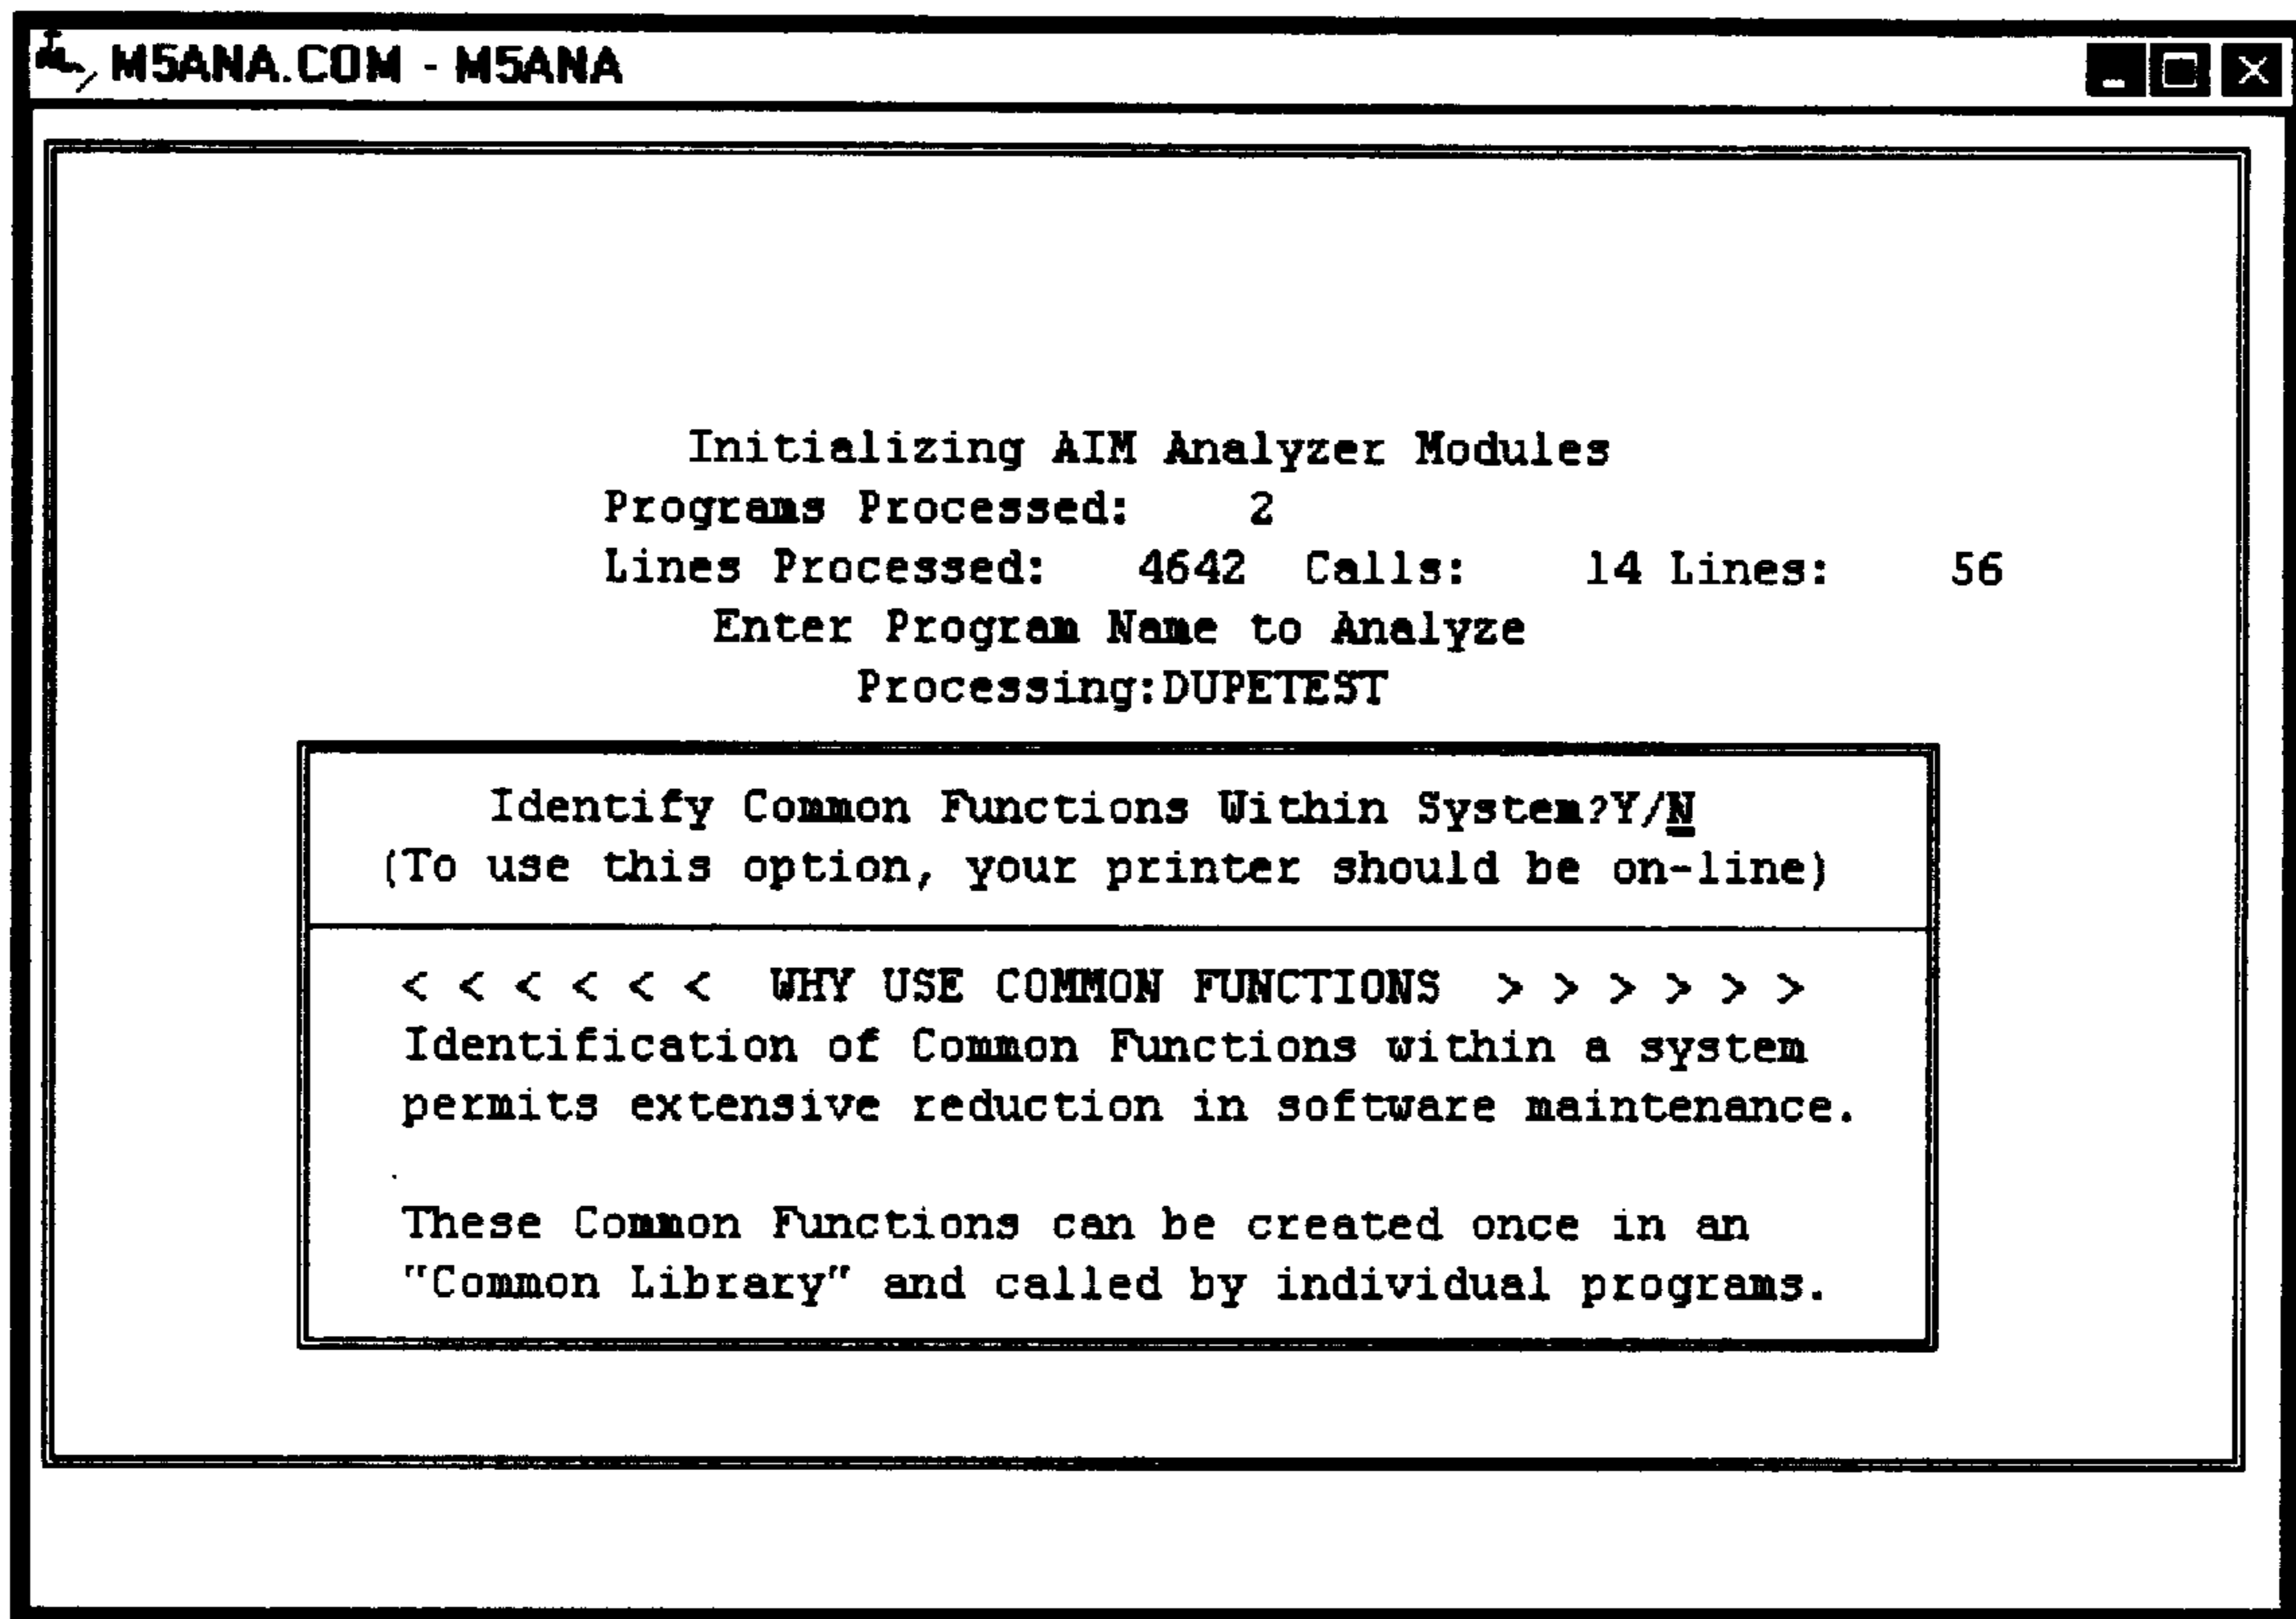 M5ANA.COM - M5ANA
Initializing AIM Analyzer Modules
Programs Processed: 2
Lines Processed: 4642 Calls: 14 Lines: 56
Enter Program Name to Analyze
Processing:DUPETEST
Identify Common Functions Within System?Y/N
(To use this option, your printer should be on-line)
< < < < < < WHY USE COMMON FUNCTIONS > > > > > >
Identification of Common Functions within a system
permits extensive reduction in software maintenance.
These Common Functions can be created once in an
"Common Library" and called by individual programs.